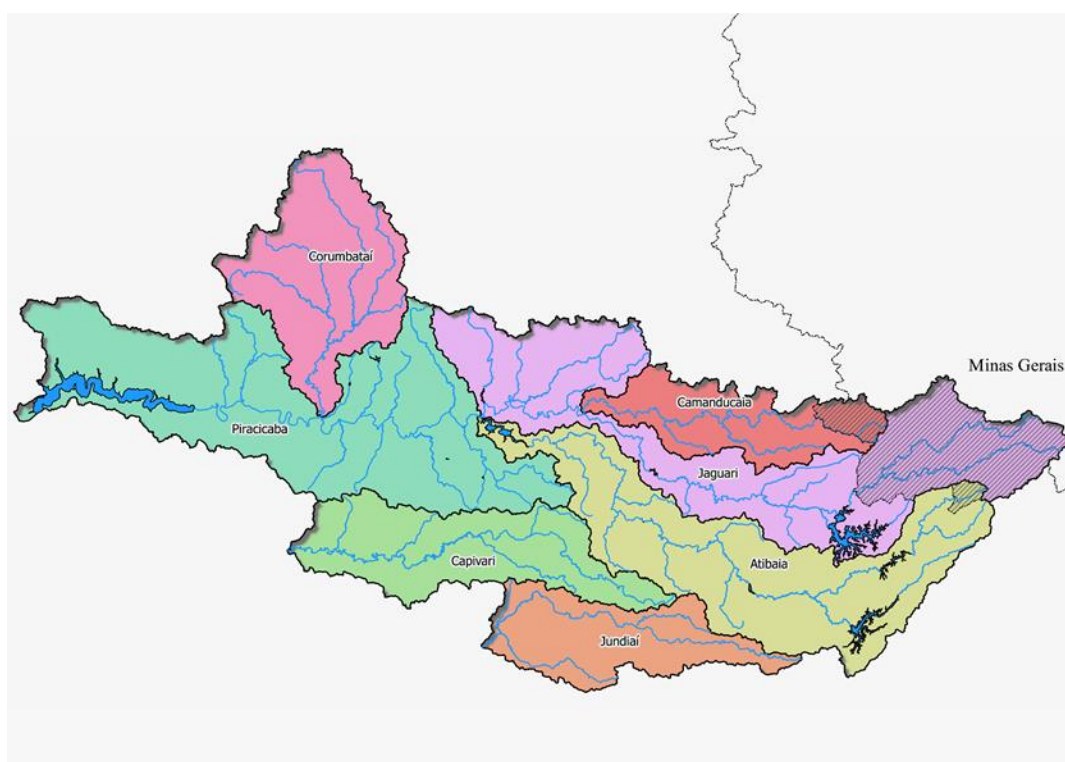 Corumbataí
Minas Gerais
Camanducaia
Piracicaba
Jaguari
Capivari
Atibaia
Jundiaí